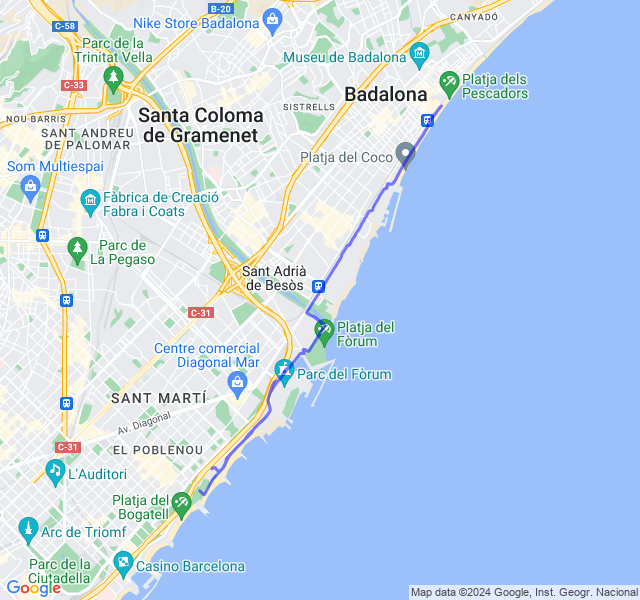 CANYADÓ
B-20
Nike Store Badalona
C-58
Parc de la
Trinitat Vella
Museu de Badalona
Platja dels
Pescadors
C-33
Badalona
SISTRELLS
Santa Coloma
de Gramenet
NOU BARRIS
SANT ANDREU
DE PALOMAR
Platja del Coco
Som Multiespai
Fàbrica de Creació
Fabra i Coats
Parc de
La Pegaso
Sant Adrià
de Besòs
C-31
Platja del
Fòrum
Centre comercial
Diagonal Mar
Parc del Fòrum
SANT MARTÍ
Av. Diagonal
C-31
EL POBLENOU
L'Auditori
Platja del
Bogatell
Arc de Triomf
Parc de la
Ciutadella
Casino Barcelona
Google
Map data ©2024 Google, Inst. Geogr. Nacional